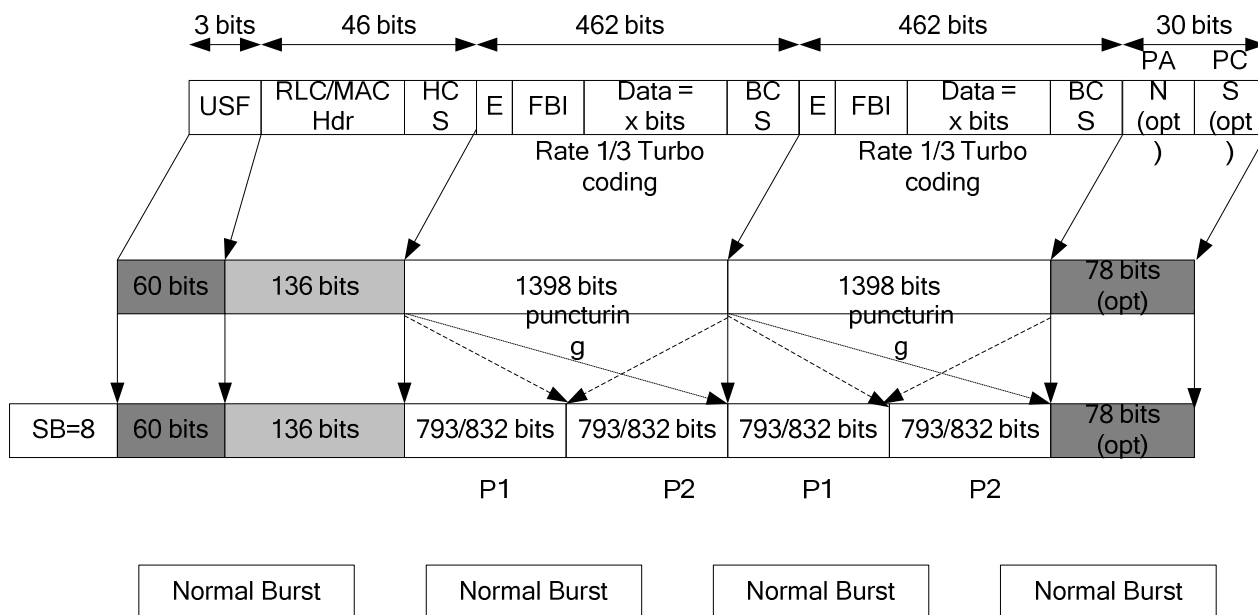 3 bits
46 bits
462 bits
462 bits
30 bits
USF
RLC/MAC
Hdr
HC
S
E
FBI
Data =
x bits
BC
S
E
FBI
Data =
x bits
BC
S
PA
N
(opt
)
PC
S
(opt
)
Rate 1/3 Turbo
coding
Rate 1/3 Turbo
coding
60 bits
136 bits
1398 bits
puncturin
g
1398 bits
puncturin
g
78 bits
(opt)
SB=8
60 bits
136 bits
793/832 bits
793/832 bits
793/832 bits
793/832 bits
78 bits
(opt)
P1
P2
P1
P2
Normal Burst
Normal Burst
Normal Burst
Normal Burst